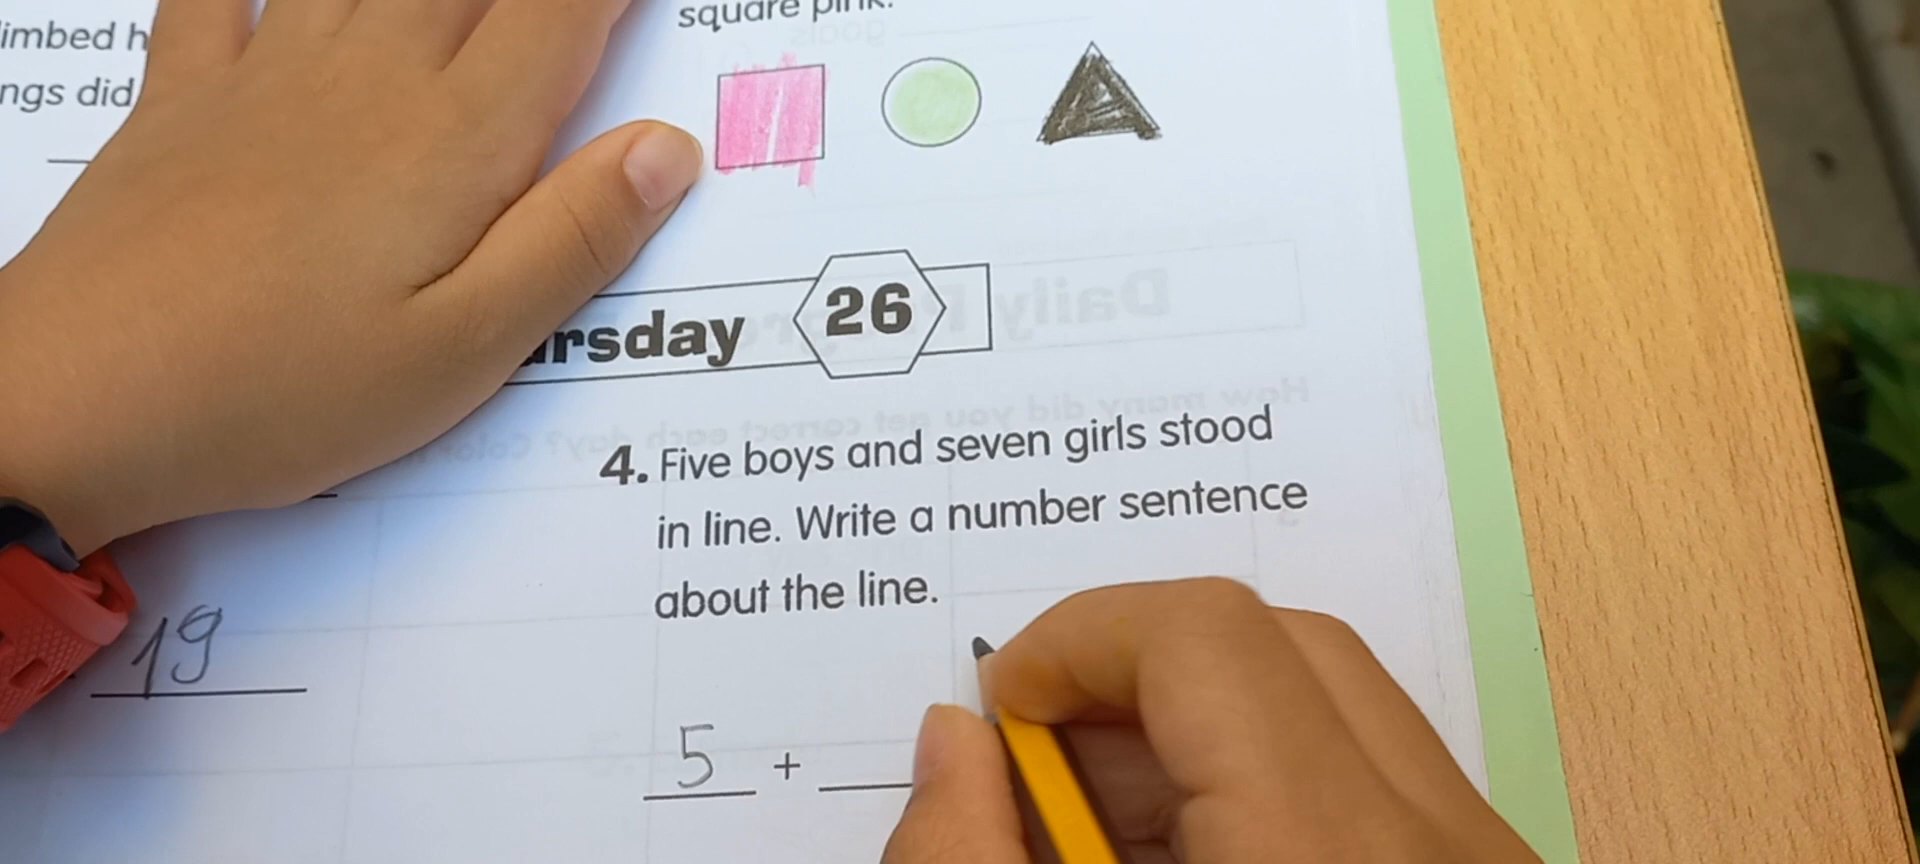 square pink.
imbed h
ngs did
rsday 26
4. Five boys and seven girls stood
in line. Write a number sentence
about the line.
19
5 +